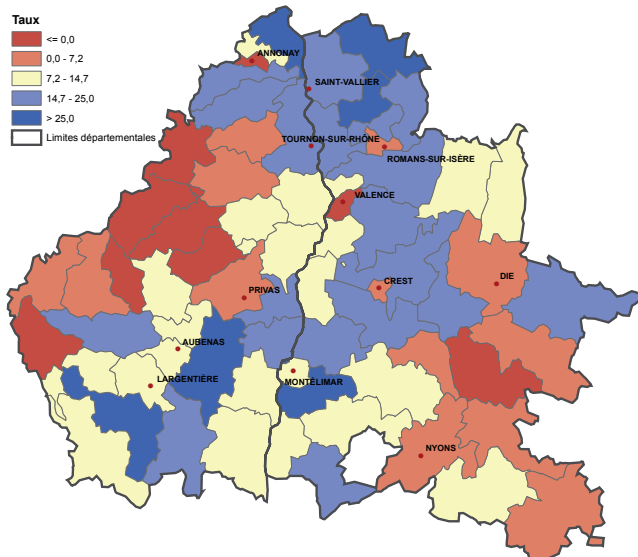 Taux
<= 0,0
0,0 - 7,2
7,2 - 14,7
14,7 - 25,0
> 25,0
Limites départementales
ANNONAY
SAINT-VALLIER
TOURNON-SUR-RHÔNE
ROMANS-SUR-ISÈRE
VALENCE
DIE
CREST
PRIVAS
AUBENAS
MONTÉLIMAR
LARGENTIÈRE
NYONS